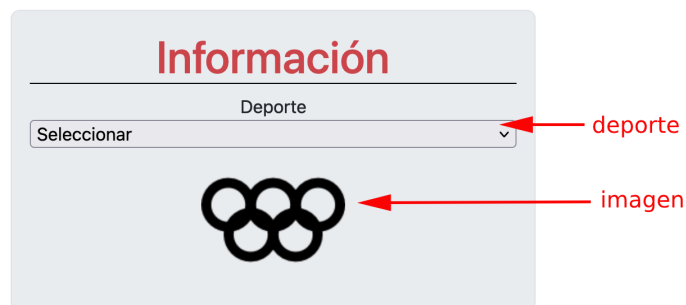 Información
Deporte
Seleccionar
deporte
imagen